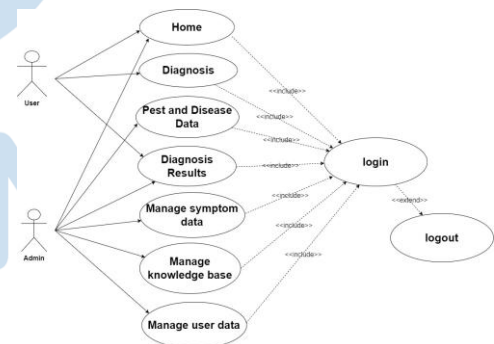 Home
Diagnosis
<<include>>
User
Pest and Disease
Data
<<include>>
<<include>>
Diagnosis
Results
<<include>>
login
Manage symptom
data
<<include>>
<<extend>>
Admin
<<include>>
logout
Manage
knowledge base
<<include>>
Manage user data